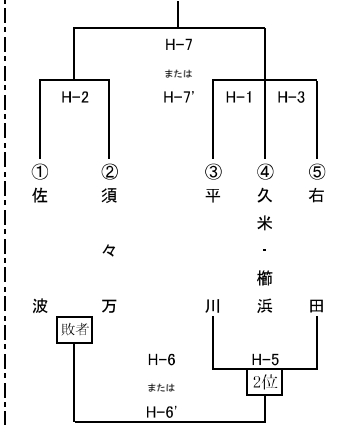 H-7
または
H-7'
H-2
H-1
H-3
①佐波
②須々万
③平川
④久米・櫛浜
⑤右田
敗者
H-6
または
H-6'
H-5
2位